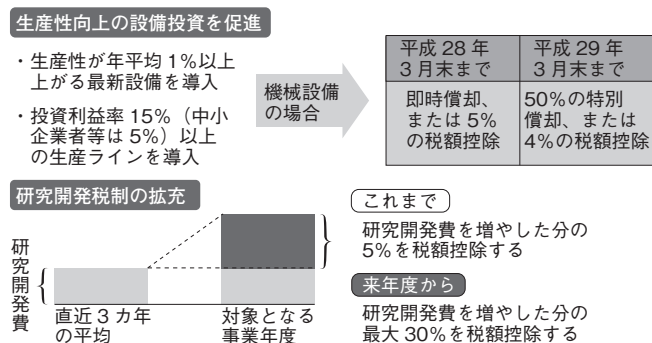 生産性向上の設備投資を促進
・生産性が年平均1%以上
上がる最新設備を導入
・投資利益率15%（中小
企業者等は5%）以上
の生産ラインを導入
機械設備
の場合
平成28年
3月末まで
平成29年
3月末まで
即時償却、
または5%
の税額控除
50%の特別
償却、または
4%の税額控除
研究開発税制の拡充
研究開発費
直近3カ年
の平均
対象となる
事業年度
これまで
研究開発費を増やした分の
5%を税額控除する
来年度から
研究開発費を増やした分の
最大30%を税額控除する